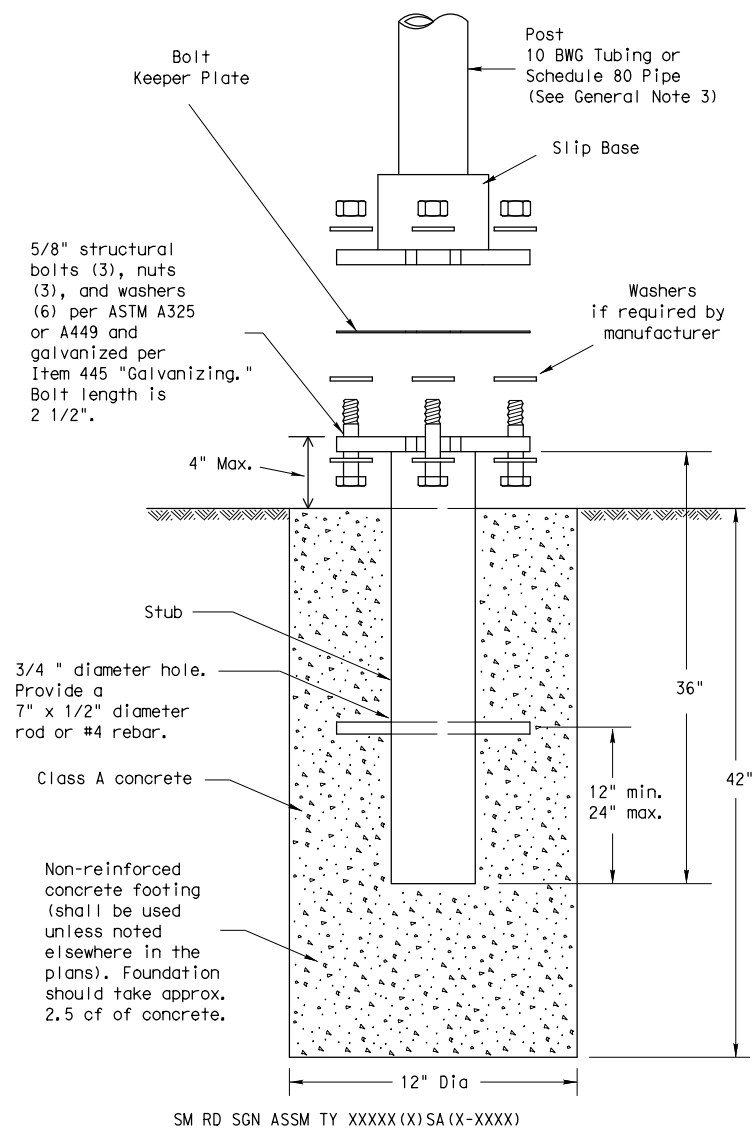 Post
10 BWG Tubing or
Schedule 80 Pipe
(See General Note 3)
Bolt
Keeper Plate
Slip Base
5/8" structural
bolts (3), nuts
(3), and washers
(6) per ASTM A325
or A449 and
galvanized per
Item 445 "Galvanizing."
Bolt length is
2 1/2".
Washers
if required by
manufacturer
4" Max.
Stub
3/4 " diameter hole.
Provide a
7" x 1/2" diameter
rod or #4 rebar.
36"
Class A concrete
12" min.
24" max.
42"
Non-reinforced
concrete footing
(shall be used
unless noted
elsewhere in the
plans). Foundation
should take approx.
2.5 cf of concrete.
12" Dia
SM RD SGN ASSM TY XXXXX(X)SA(X-XXXX)